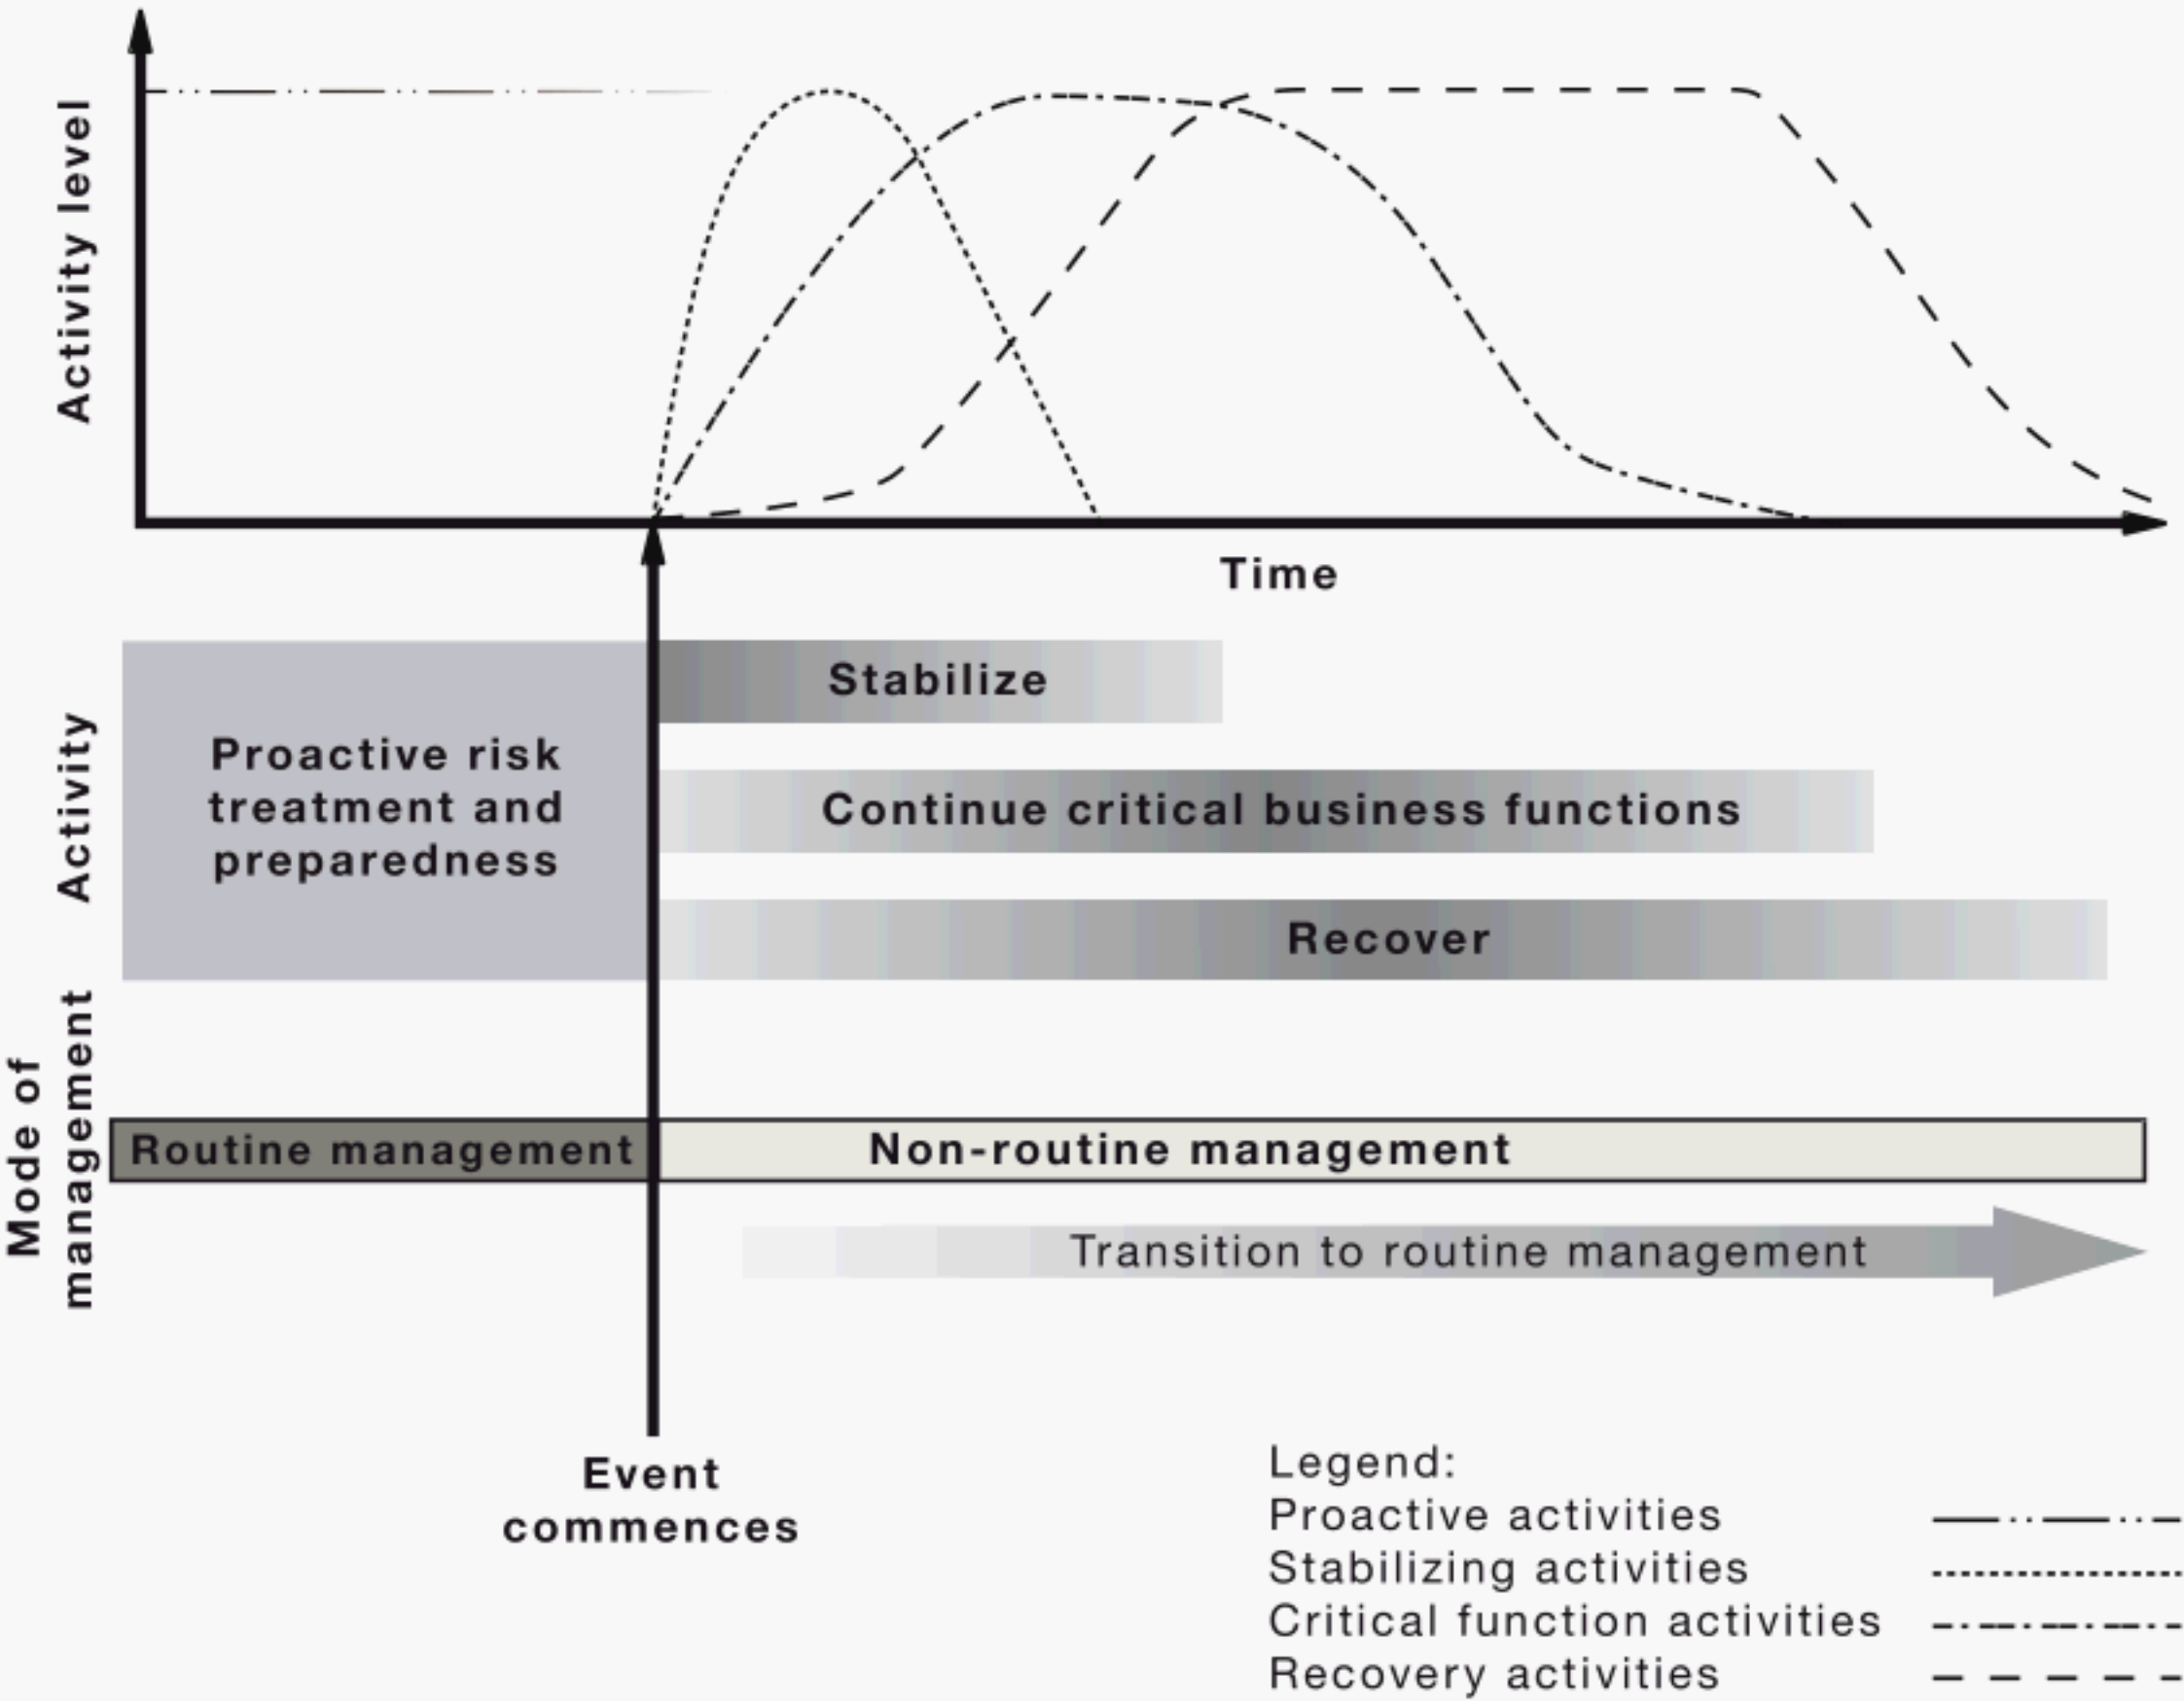 Activity level
Time
Activity
Proactive risk
treatment and
preparedness
Stabilize
Continue critical business functions
Recover
Mode of
management
Routine management
Non-routine management
Transition to routine management
Event
commences
Legend:
Proactive activities
Stabilizing activities
Critical function activities
Recovery activities